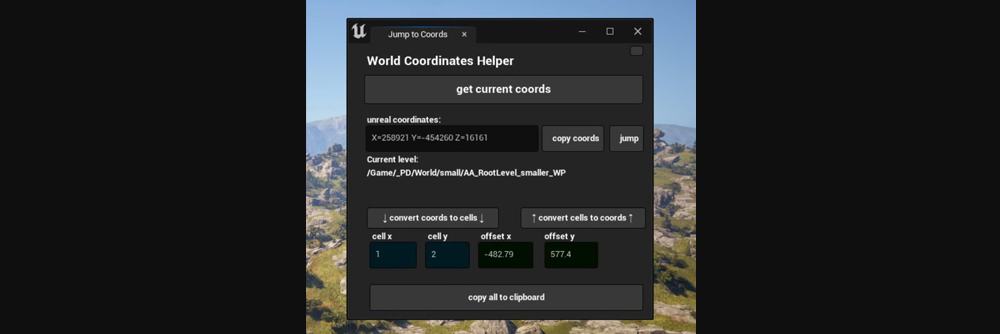 Jump to Coords
World Coordinates Helper
get current coords
unreal coordinates:
X=258921 Y=-454260 Z=16161
copy coords
jump
Current level:
/Game/_PD/World/small/AA_RootLevel_smaller_WP
↓ convert coords to cells ↓
↑ convert cells to coords ↑
cell x cell y offset x offset y
1 2 -482.79 577.4
copy all to clipboard